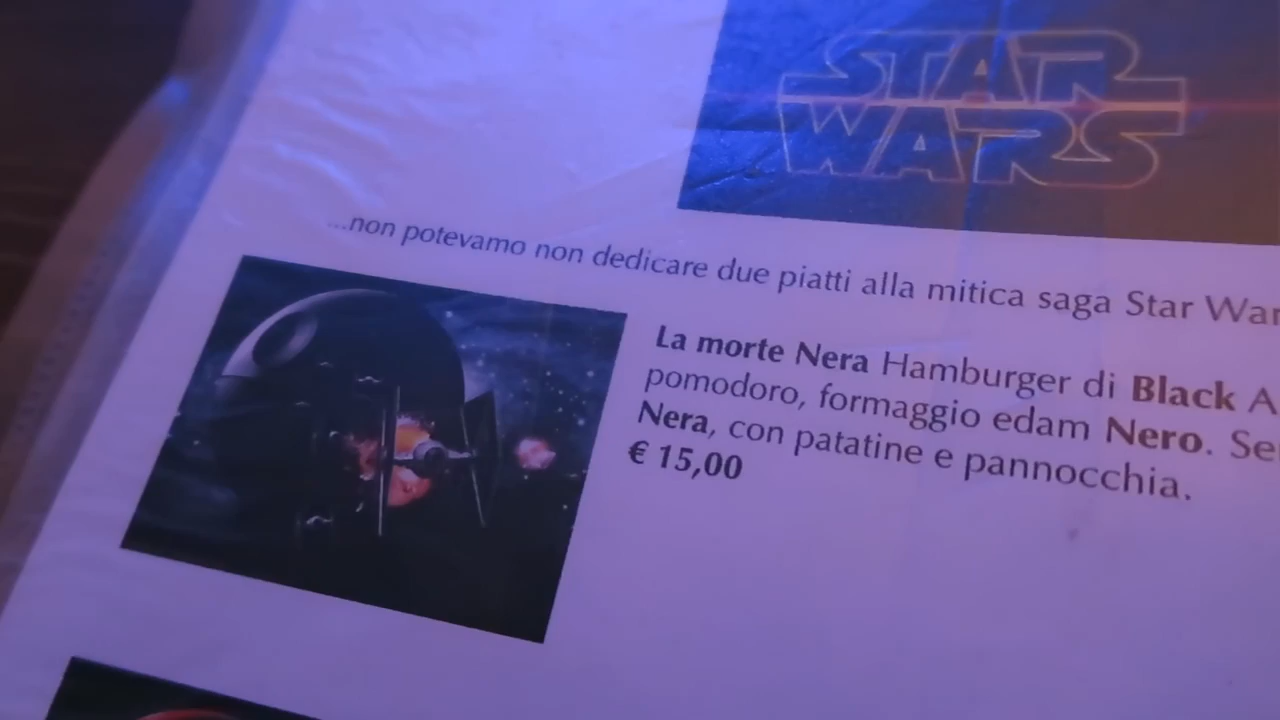 STAR
WARS
...non potevamo non dedicare due piatti alla mitica saga Star
La morte Nera Hamburger di Black
pomodoro, formaggio edam Nero.
Nera, con patatine e pannocchia.
€ 15,00